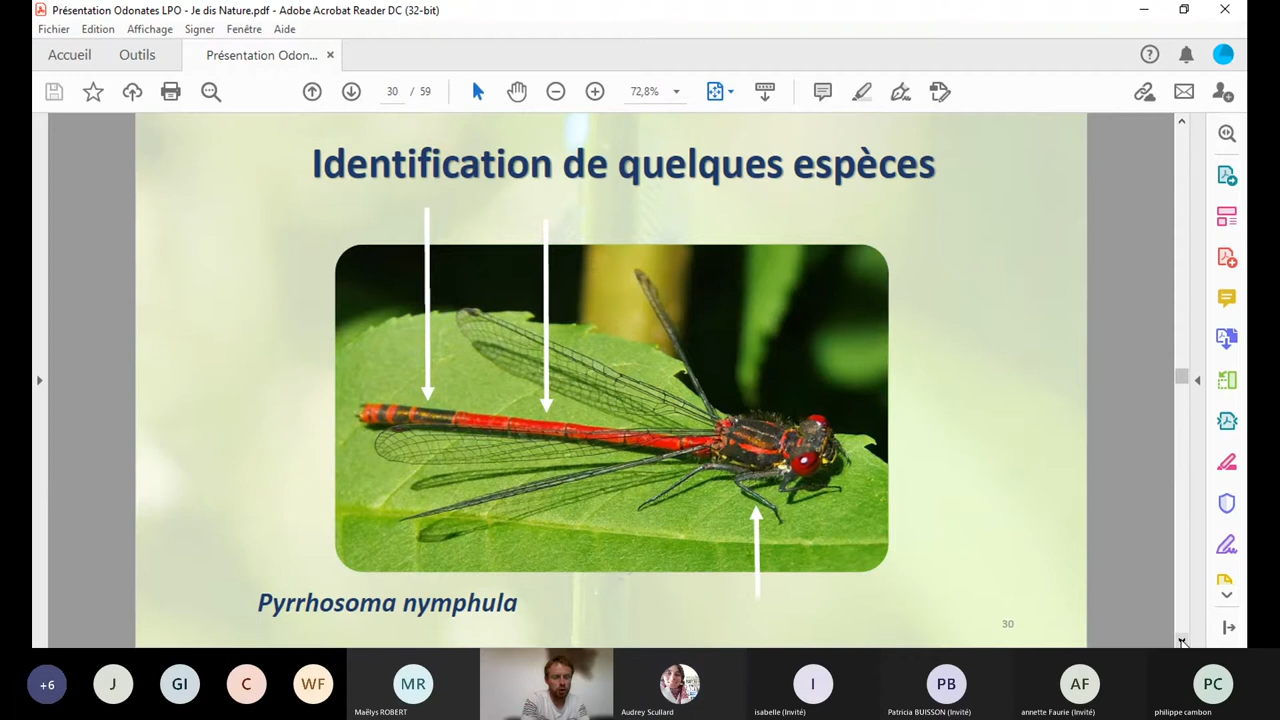 Présentation Odonates LPO - Je dis Nature.pdf - Adobe Acrobat Reader DC (32-bit)
Fichier Edition Affichage Signer Fenêtre Aide
Accueil Outils Présentation Odon... ×
30 / 59 72,8%
Identification de quelques espèces
Pyrrhosoma nymphula
30
+6 J GI C WF MR I PB AF PC
Maëlys ROBERT Audrey Scullard isabelle (Invité) Patricia BUISSON (Invité) annette Faurie (Invité) philippe cambon